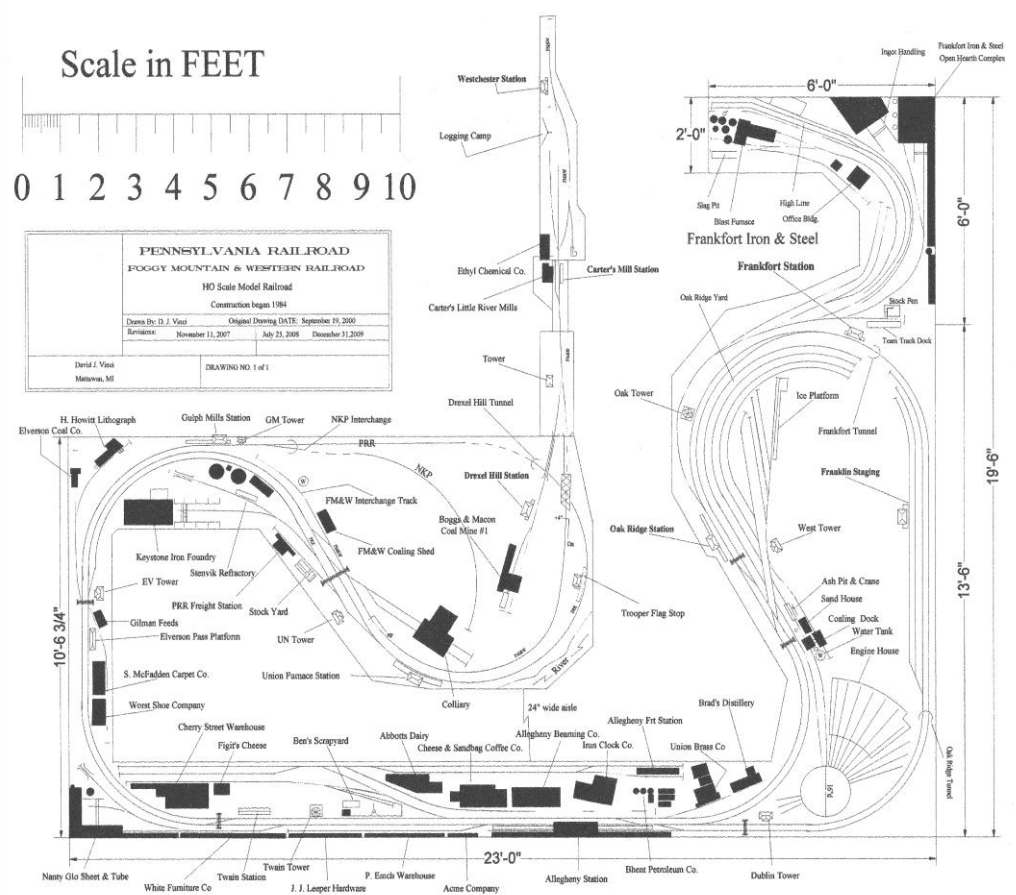 Scale in FEET
0 1 2 3 4 5 6 7 8 9 10
PENNSYLVANIA RAILROAD
FOGGY MOUNTAIN & WESTERN RAILROAD
HO Scale Model Railroad
Construction began 1984
Drawn By: D. J. Vinci Original Drawing DATE: September 19, 2000
Revisions: November 11, 2007 July 25, 2008 December 31, 2009
David J. Vinci
Mattawan, MI
DRAWING NO. 1 of 1
Westchester Station
Logging Camp
Ethyl Chemical Co.
Carter's Mill Station
Carter's Little River Mills
Tower
Drexel Hill Tunnel
Drexel Hill Station
Boggs & Macon
Coal Mine #1
Ingot Handling
Frankfort Iron & Steel
Open Hearth Complex
6'-0"
2'-0"
6'-0"
Slag Pit
Blast Furnace
High Line
Office Bldg.
Frankfort Iron & Steel
Frankfort Station
Oak Ridge Yard
Stock Pen
Team Track Dock
Ice Platform
Oak Tower
Frankfort Tunnel
Franklin Staging
19'-6"
13'-6"
Oak Ridge Station
West Tower
Ash Pit & Crane
Sand House
Coaling Dock
Water Tank
Engine House
Trooper Flag Stop
River
H. Howitt Lithograph
Elverson Coal Co.
Gulph Mills Station
GM Tower
NKP Interchange
PRR
NKP
FM&W Interchange Track
FM&W Coaling Shed
W
Keystone Iron Foundry
Stenvik Refractory
EV Tower
PRR Freight Station
Stock Yard
Gilman Feeds
UN Tower
Elverson Pass Platform
10'-6 3/4"
S. McFadden Carpet Co.
Union Furnace Station
Colliary
Worst Shoe Company
24" wide aisle
Cherry Street Warehouse
Figit's Cheese
Ben's Scrapyard
Abbotts Dairy
Cheese & Sandbag Coffee Co.
Allegheny Beaming Co.
Allegheny Frt Station
Irun Clock Co.
Union Brass Co
Brad's Distillery
Oak Ridge Tunnel
P-91
23'-0"
Nanty Glo Sheet & Tube
White Furniture Co
Twain Station
Twain Tower
J. J. Leeper Hardware
P. Emch Warehouse
Acme Company
Allegheny Station
Bhent Petroleum Co.
Dublin Tower